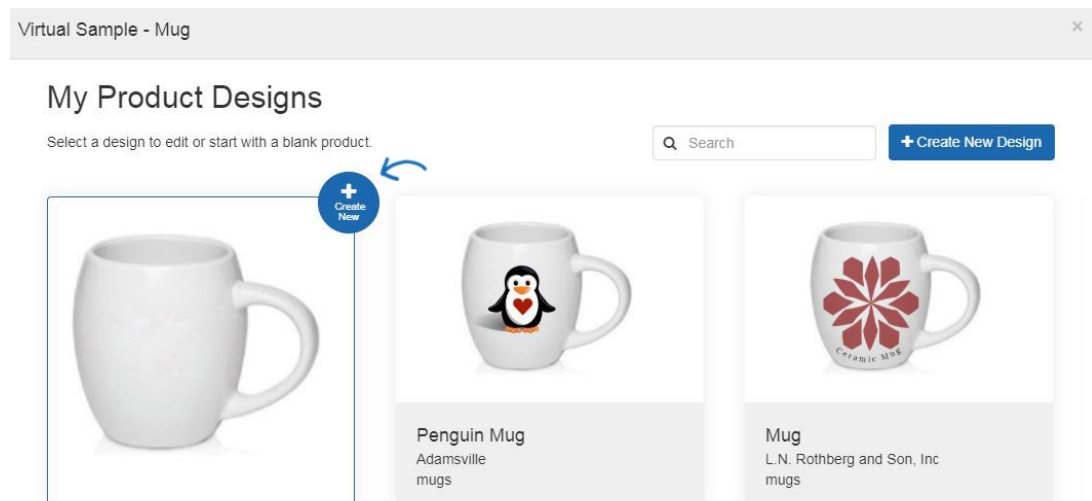 Virtual Sample - Mug
×
My Product Designs
Select a design to edit or start with a blank product.
Search
+ Create New Design
+
Create
New
Ceramic Mug
Penguin Mug
Adamsville
mugs
Mug
L.N. Rothberg and Son, Inc
mugs